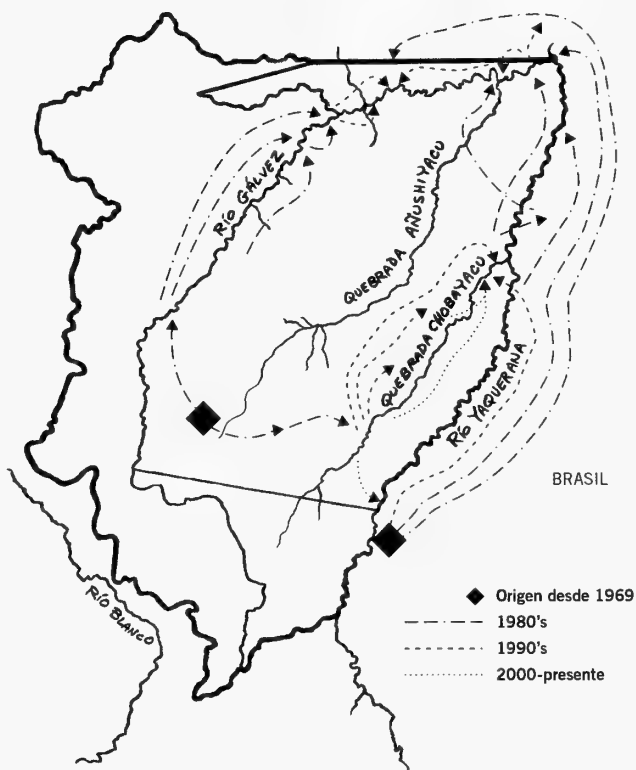 RÍO GÁLVEZ
QUEBRADA AÑUSHIYACU
QUEBRADA CHOBAYACU
RÍO YAQUERANA
BRASIL
RÍO BLANCO
Origen desde 1969
1980's
1990's
2000-presente